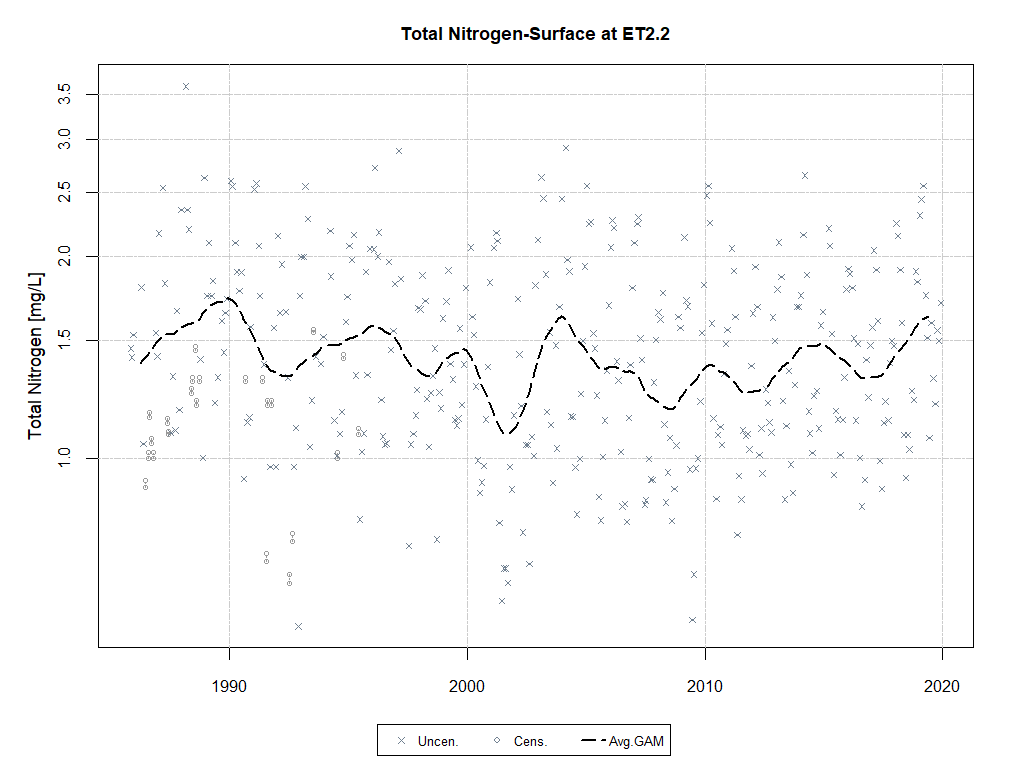 Total Nitrogen-Surface at ET2.2
Total Nitrogen [mg/L]
3.5
3.0
2.5
2.0
1.5
1.0
1990 2000 2010 2020
Uncen. Cens. Avg.GAM